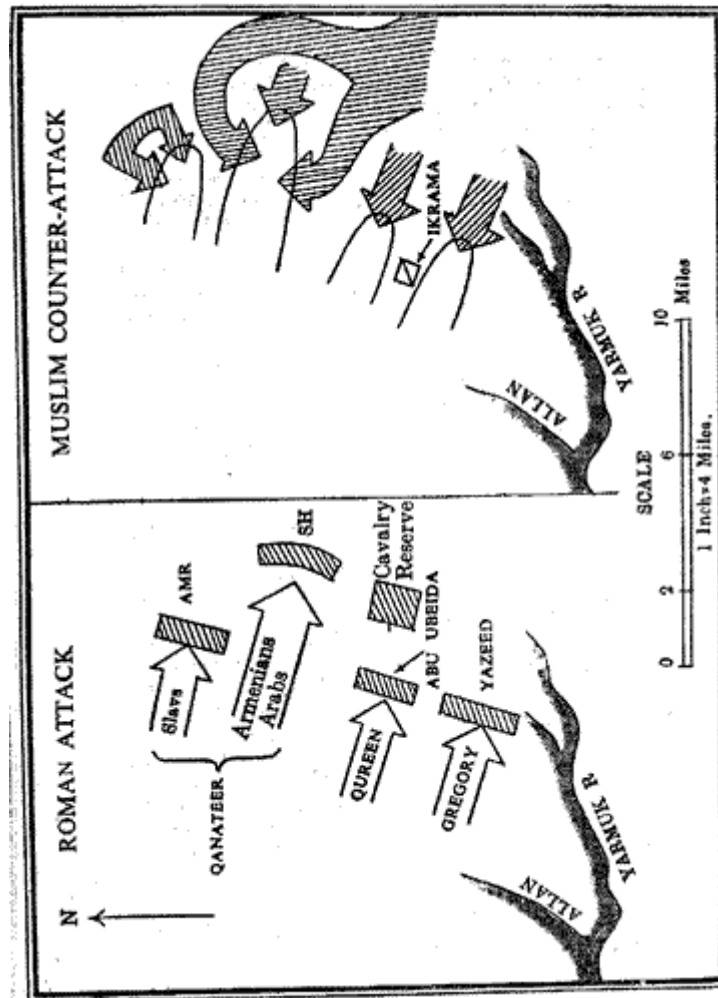 N
ROMAN ATTACK
Slavs
AMR
QANATEER
Armenians
Arabs
SH
Cavalry
Reserve
QUREEN
ABU UBEIDA
GREGORY
YAZEED
ALLAN
YARMUK R
MUSLIM COUNTER-ATTACK
IKRAMA
ALLAN
YARMUK R
SCALE
0 2 6 10 Miles
1 Inch=4 Miles.